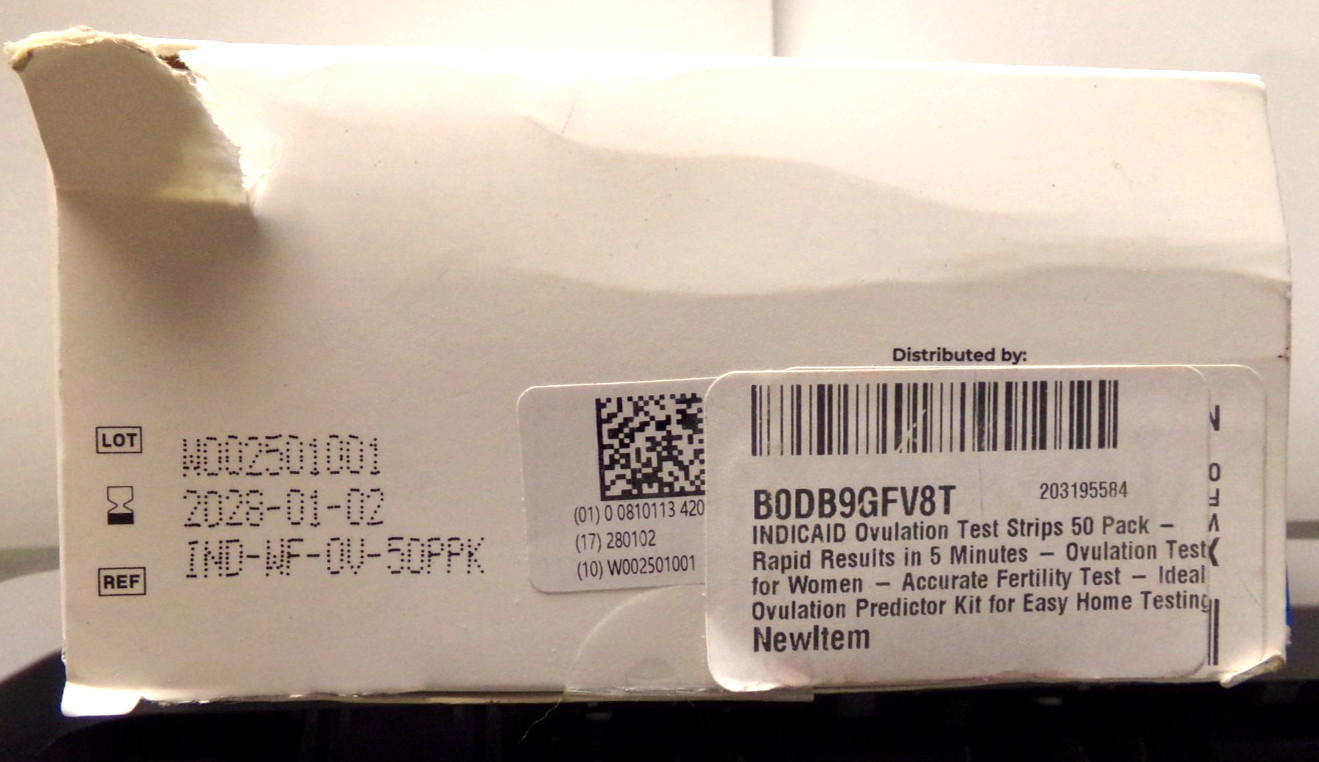 Distributed by:
LOT
W002501001
2028-01-02
IND-WF-OV-50PPK
REF
(01) 0 0810113 420
(17) 280102
(10) W002501001
B0DB9GFV8T
203195584
INDICAID Ovulation Test Strips 50 Pack –
Rapid Results in 5 Minutes – Ovulation Test
for Women – Accurate Fertility Test – Ideal
Ovulation Predictor Kit for Easy Home Testing
NewItem